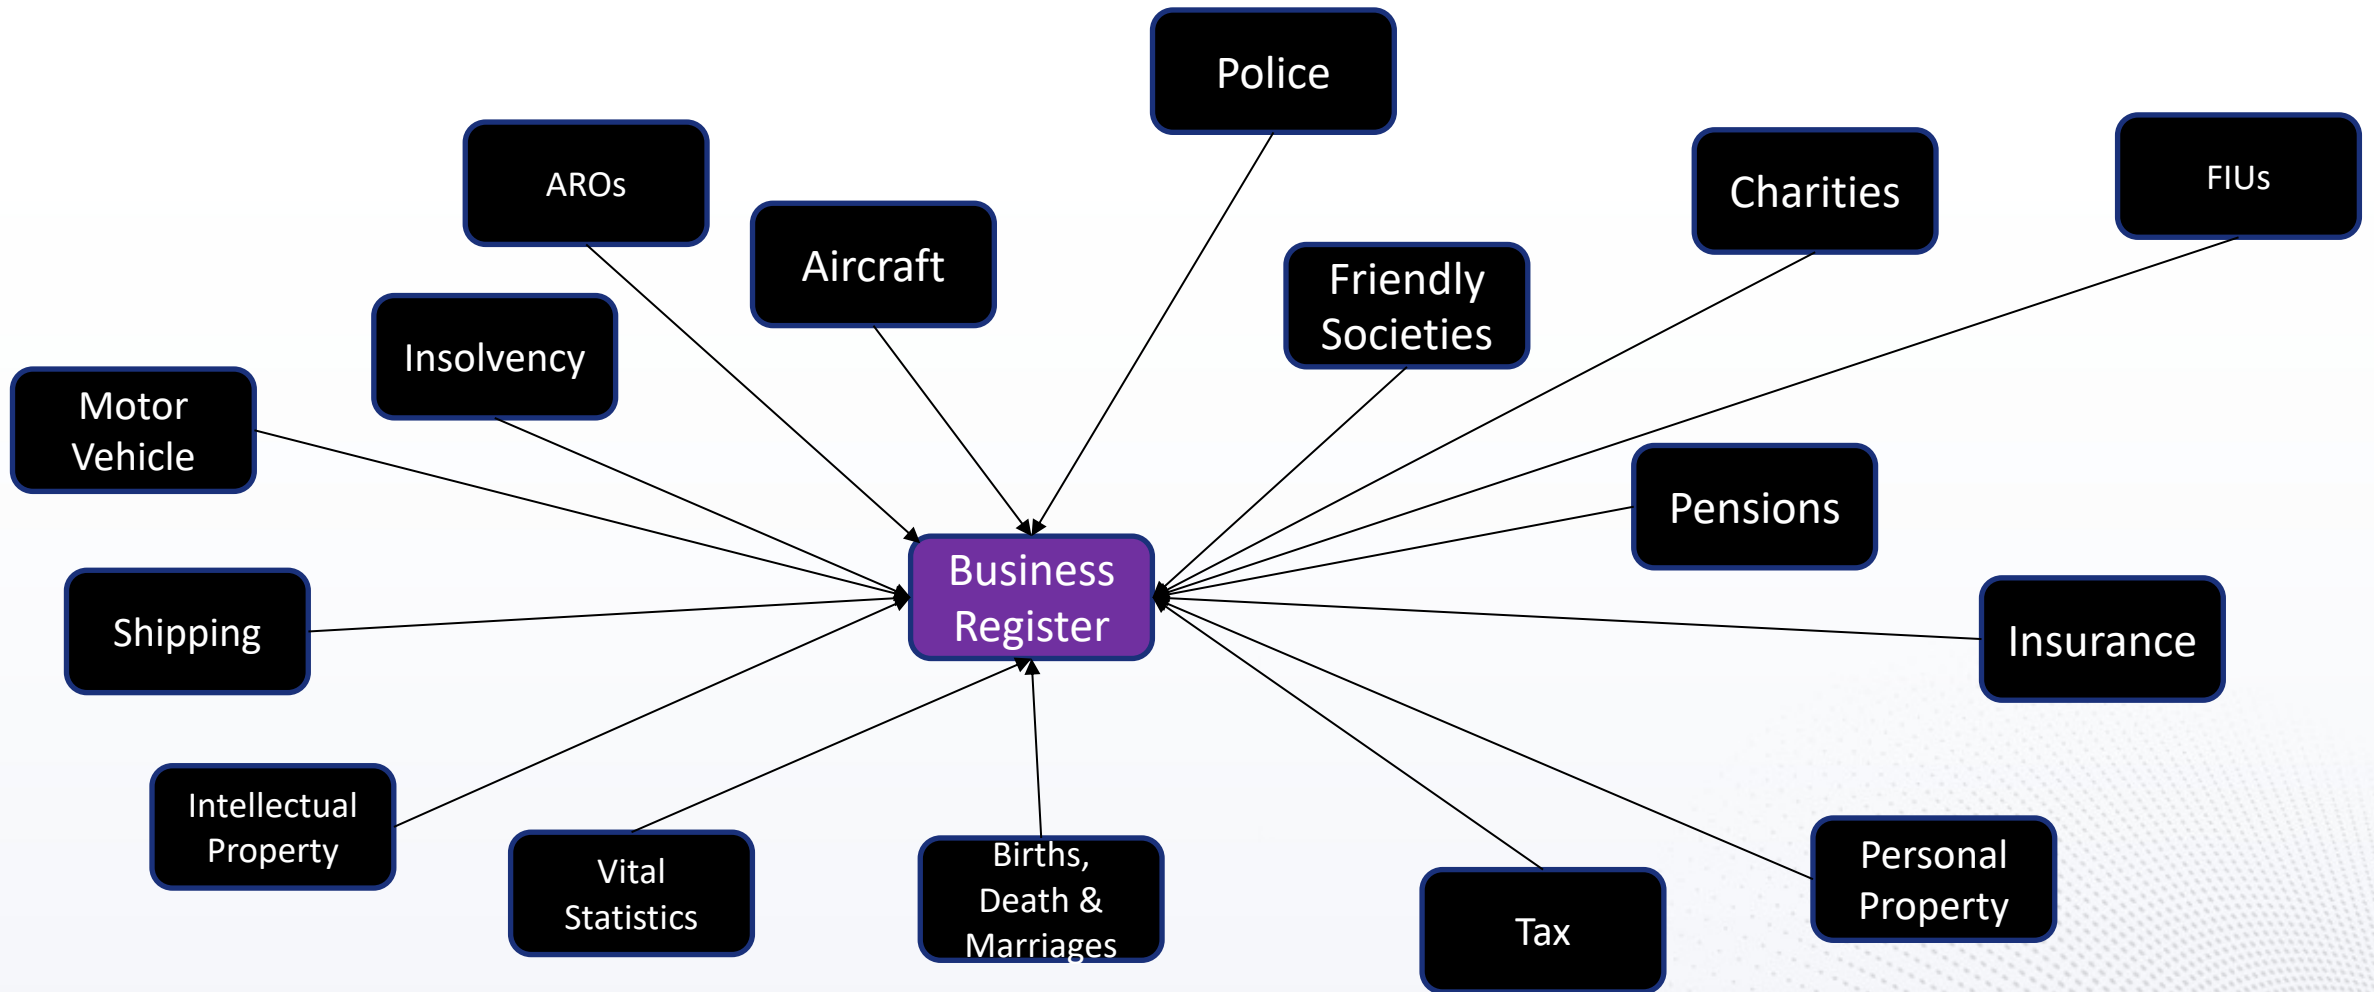 Police
AROs
Charities
FIUs
Aircraft
Friendly
Societies
Insolvency
Motor
Vehicle
Pensions
Business
Register
Shipping
Insurance
Intellectual
Property
Vital
Statistics
Births,
Death &
Marriages
Tax
Personal
Property